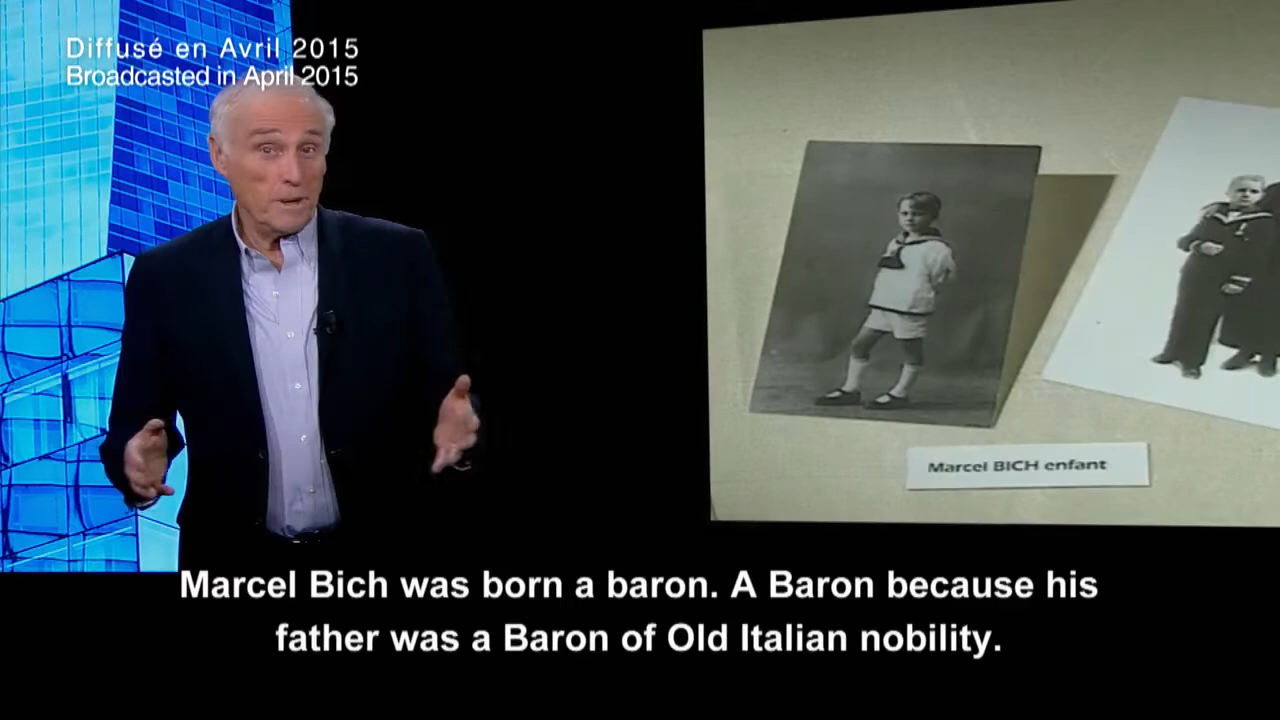 Diffusé en Avril 2015
Broadcasted in April 2015
Marcel BICH enfant
Marcel Bich was born a baron. A Baron because his
father was a Baron of Old Italian nobility.